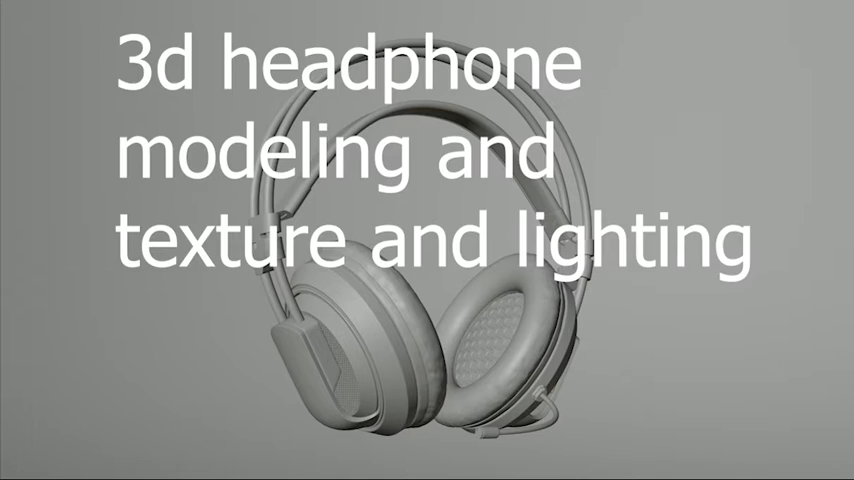 3d headphone
modeling and
texture and lighting